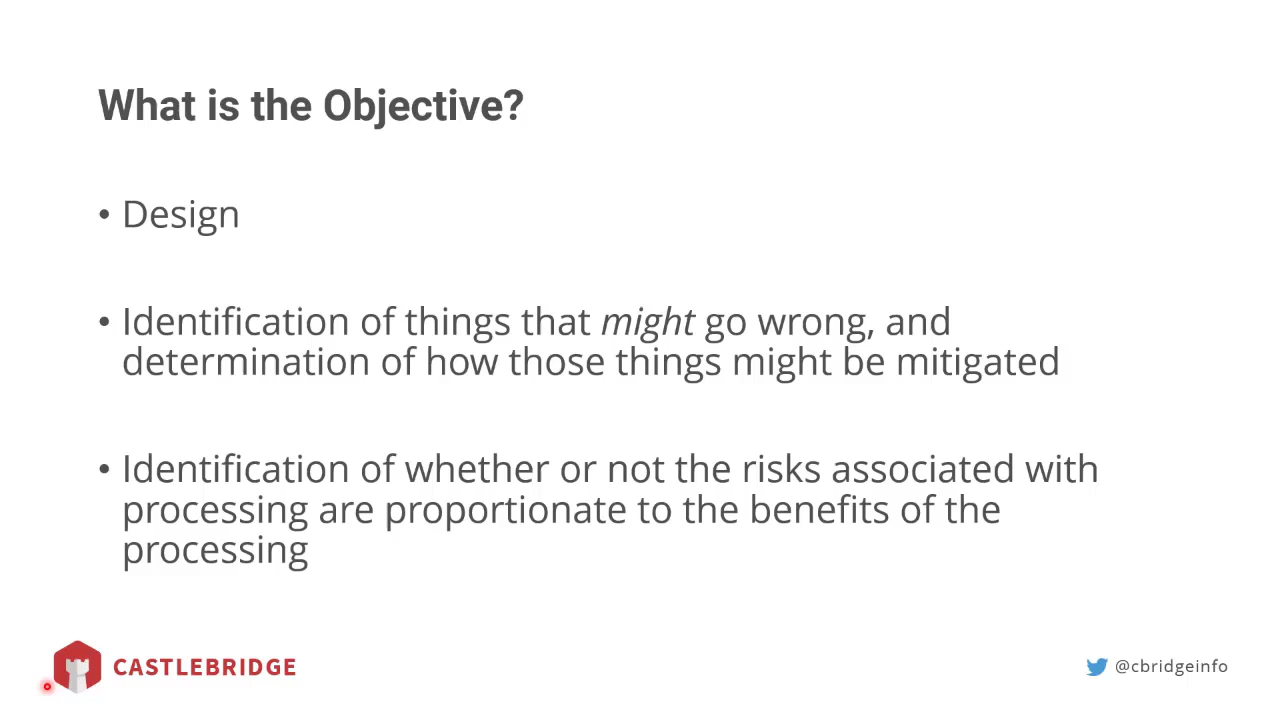 What is the Objective?
• Design
• Identification of things that might go wrong, and
determination of how those things might be mitigated
• Identification of whether or not the risks associated with
processing are proportionate to the benefits of the
processing
CASTLEBRIDGE
@cbridgeinfo